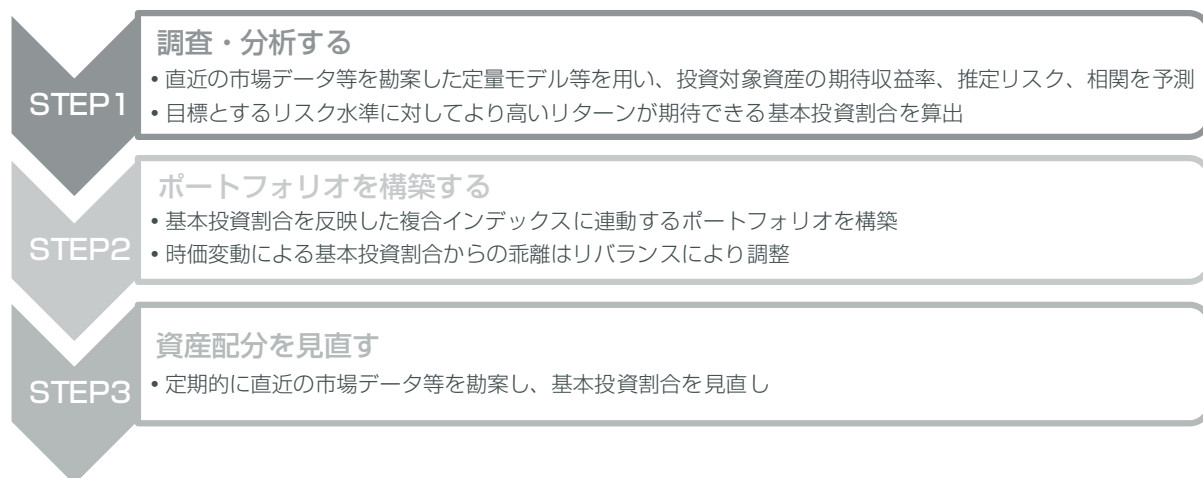 STEP1
調査・分析する
•直近の市場データ等を勘案した定量モデル等を用い、投資対象資産の期待収益率、推定リスク、相関を予測
•目標とするリスク水準に対してより高いリターンが期待できる基本投資割合を算出
STEP2
ポートフォリオを構築する
•基本投資割合を反映した複合インデックスに連動するポートフォリオを構築
•時価変動による基本投資割合からの乖離はリバランスにより調整
STEP3
資産配分を見直す
•定期的に直近の市場データ等を勘案し、基本投資割合を見直し